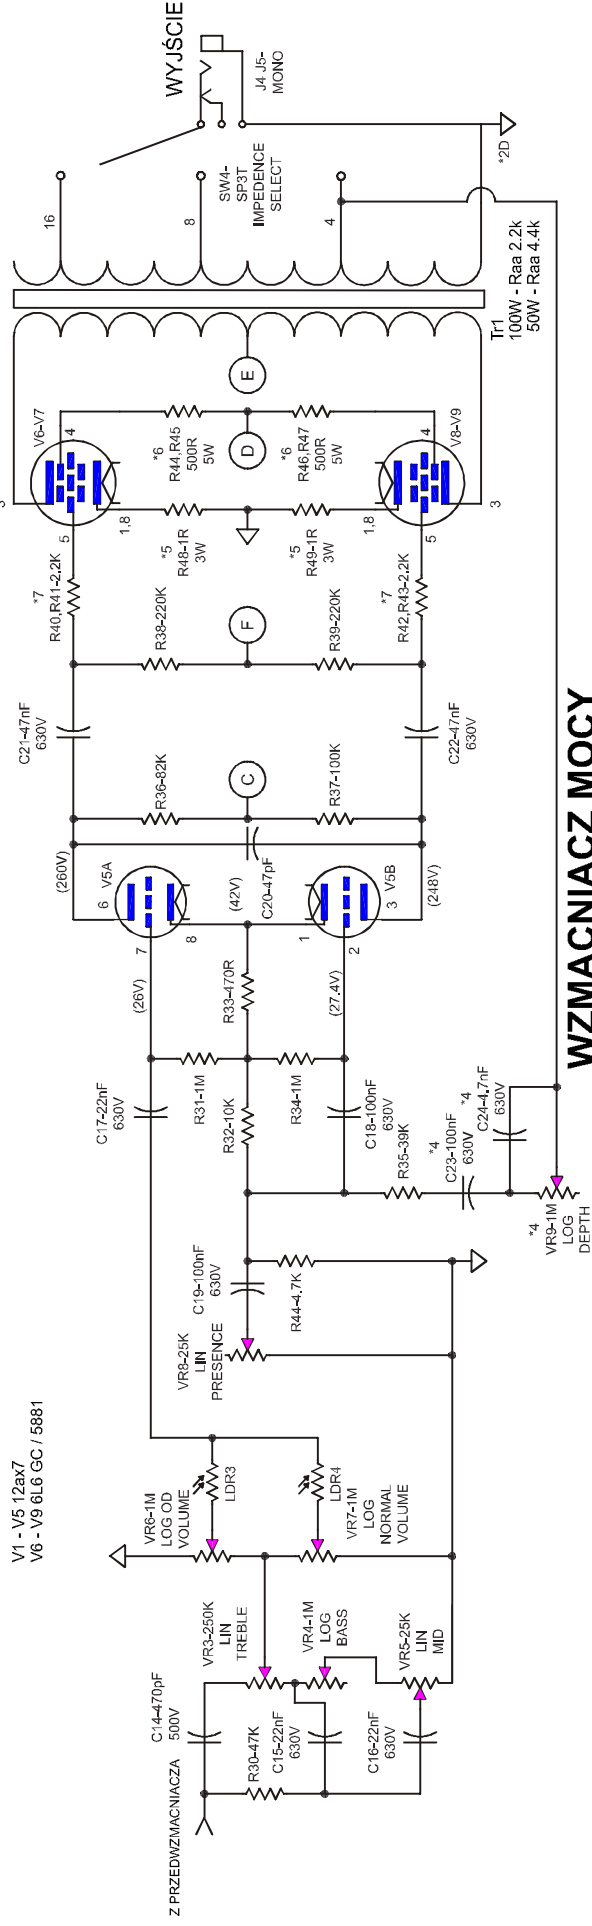 V1 - V5 12ax7
V6 - V9 6L6 GC / 5881
Z PRZEDWZMACNIACZA
C14-470pF
500V
R30-47K
C15-22nF
630V
C16-22nF
630V
VR3-250K
LIN
TREBLE
VR4-1M
LOG
BASS
VR5-25K
LIN
MID
VR6-1M
LOG OD
VOLUME
LDR3
LDR4
VR7-1M
LOG
NORMAL
VOLUME
VR8-25K
LIN
PRESENCE
C19-100nF
630V
R44-4.7K
C17-22nF
630V
R31-1M
R32-10K
R34-1M
C18-100nF
630V
R35-39K
*4
C23-100nF
630V
*4
C24-4.7nF
630V
*4
VR9-1M
LOG
DEPTH
(26V)
R33-470R
(27.4V)
7
6
8
V5A
(260V)
(42V)
C20-47pF
1
2
3
V5B
(248V)
R36-82K
C
R37-100K
C21-47nF
630V
C22-47nF
630V
R38-220K
F
R39-220K
*7
R40,R41-2.2K
*7
R42,R43-2.2K
5
1,8
4
3
V6-V7
5
1,8
4
3
V8-V9
*5
R48-1R
3W
*5
R49-1R
3W
*6
R44,R45
500R
5W
*6
R46,R47
500R
5W
D
E
Tr1
100W - Raa 2.2k
50W - Raa 4.4k
16
8
4
SW4-
SP3T
IMPEDENCE
SELECT
WYJŚCIE
J4 J5-
MONO
*2D
WZMACNIACZ MOCY